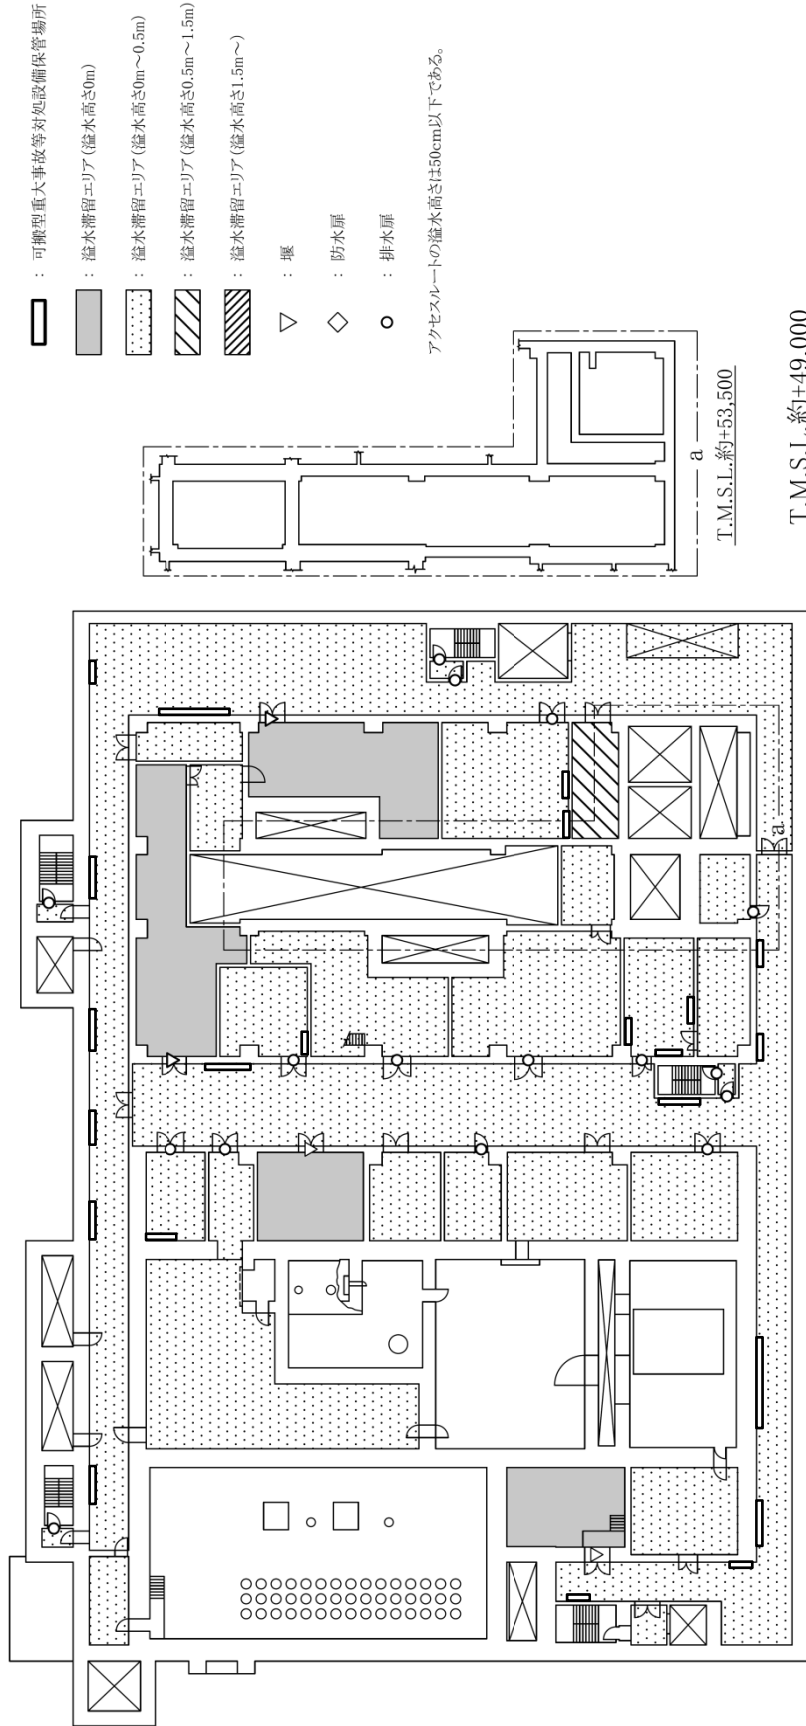 ： 可搬型重大事故等対処設備保管場所
： 溢水滞留エリア(溢水高さ0m)
： 溢水滞留エリア(溢水高さ0m～0.5m)
： 溢水滞留エリア(溢水高さ0.5m～1.5m)
： 溢水滞留エリア(溢水高さ1.5m～)
： 堰
： 防水扉
： 排水扉
アクセスルートの溢水高さは50cm以下である。
a
T.M.S.L.約+53,500
T.M.S.L.約+49,000
a